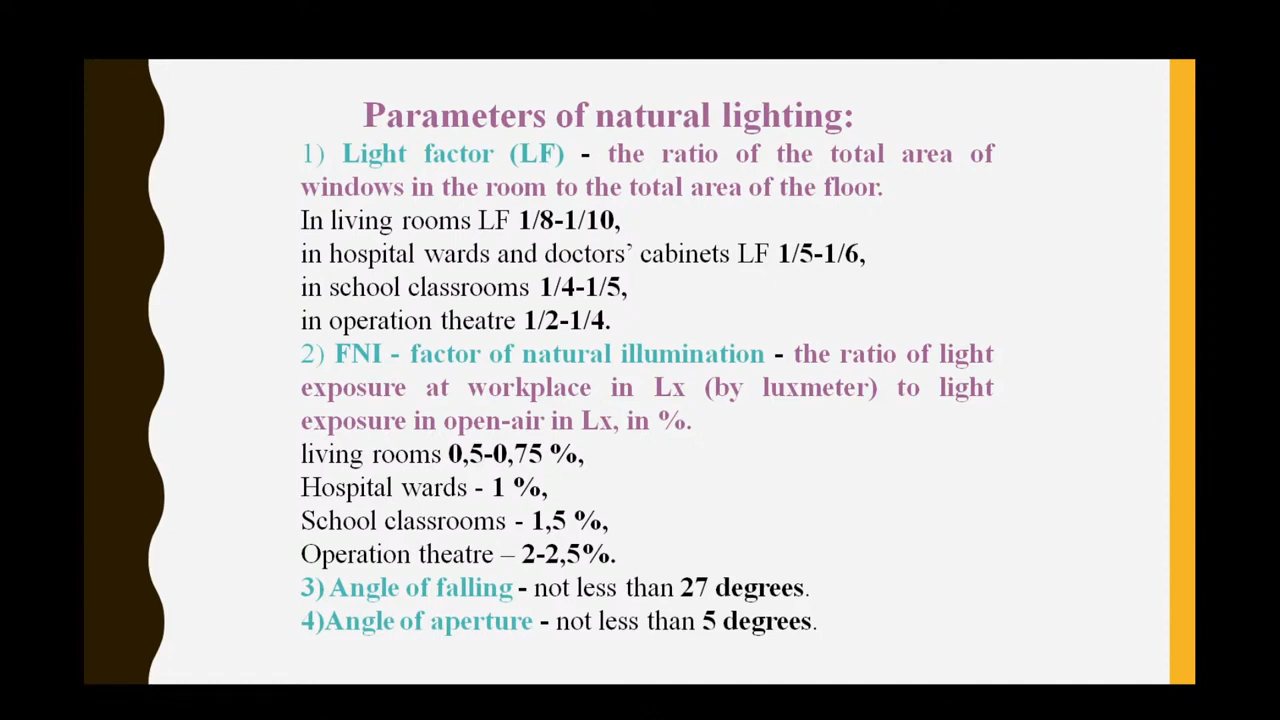 Parameters of natural lighting:
1) Light factor (LF) - the ratio of the total area of
windows in the room to the total area of the floor.
In living rooms LF 1/8-1/10,
in hospital wards and doctors’ cabinets LF 1/5-1/6,
in school classrooms 1/4-1/5,
in operation theatre 1/2-1/4.
2) FNI - factor of natural illumination - the ratio of light
exposure at workplace in Lx (by luxmeter) to light
exposure in open-air in Lx, in %.
living rooms 0,5-0,75 %,
Hospital wards - 1 %,
School classrooms - 1,5 %,
Operation theatre – 2-2,5%.
3) Angle of falling - not less than 27 degrees.
4)Angle of aperture - not less than 5 degrees.